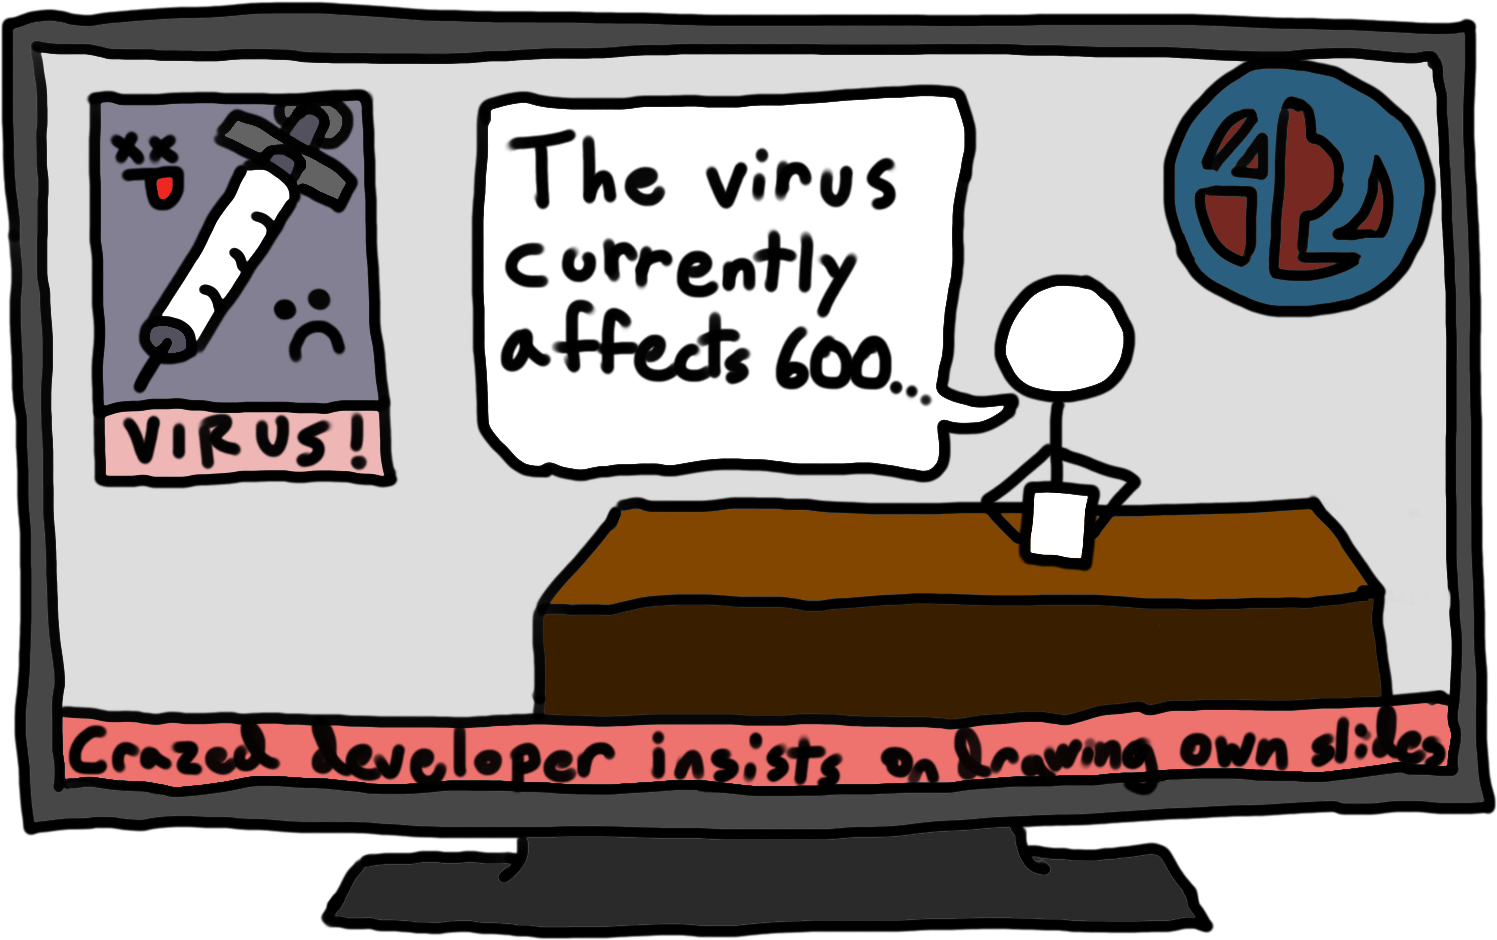 The virus
currently
affects 600...
VIRUS!
Crazed developer insists on drawing own slides